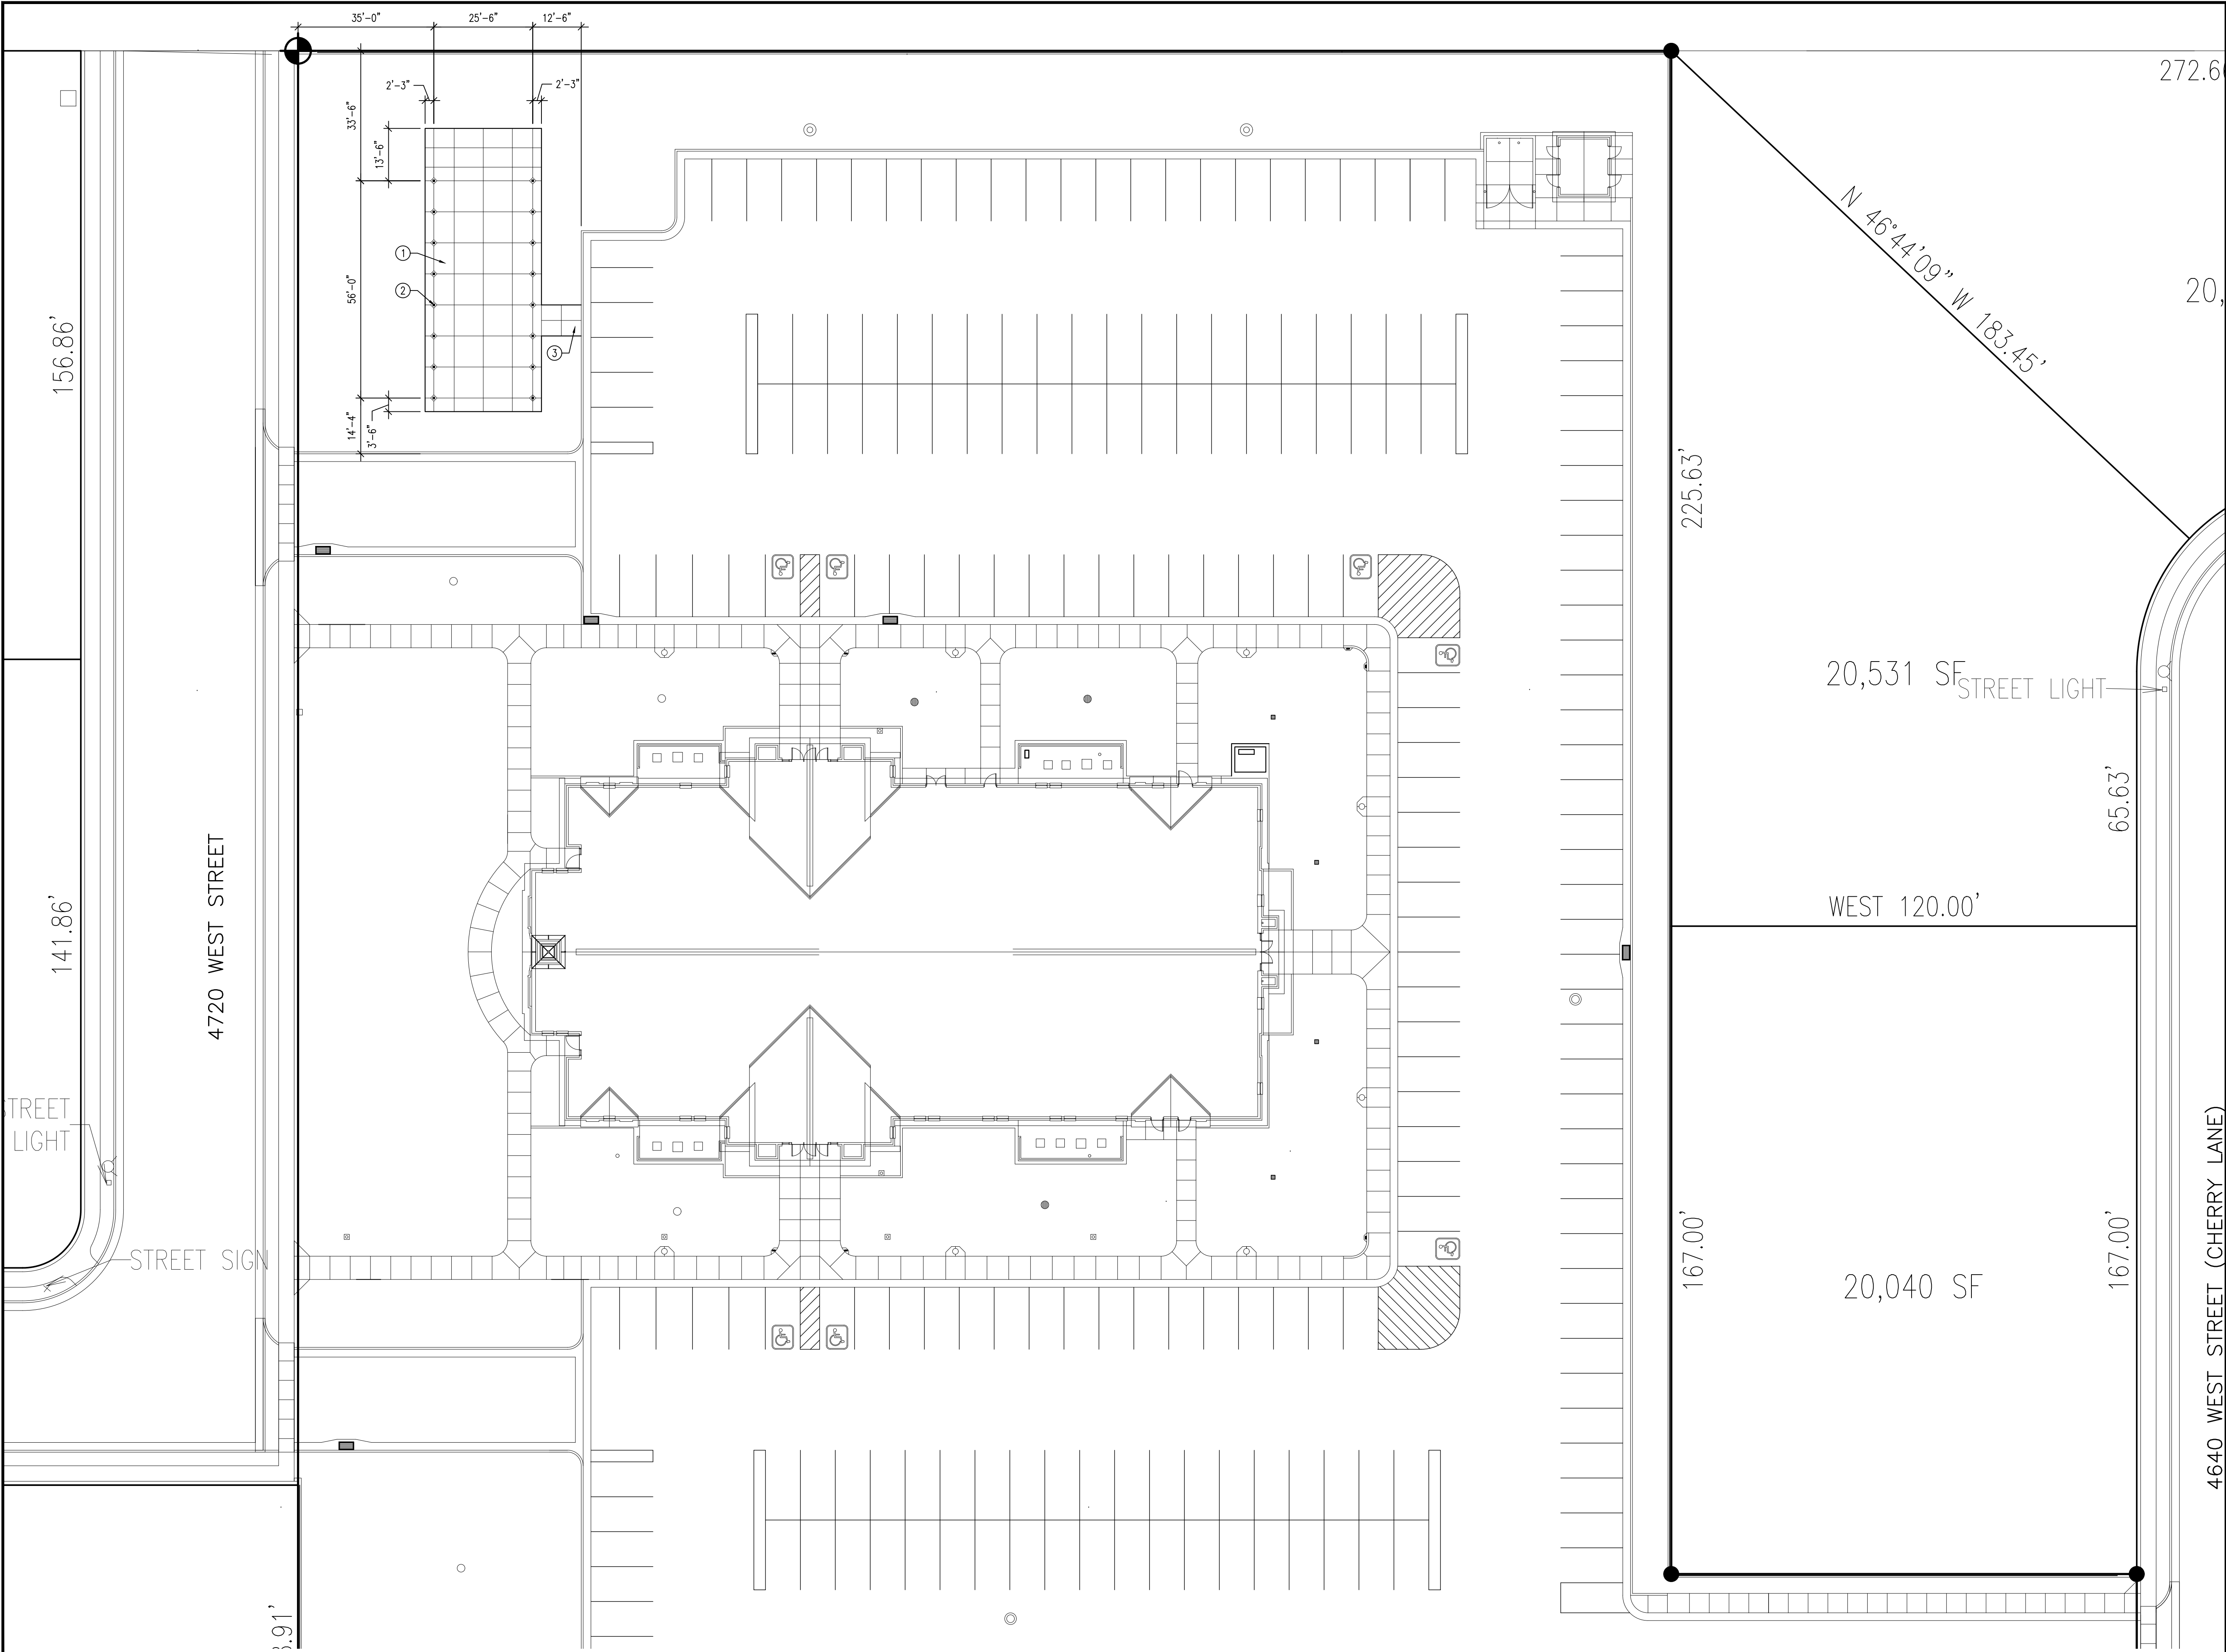 35'-0"
25'-6"
12'-6"
2'-3"
2'-3"
33'-6"
13'-6"
56'-0"
14'-4"
3'-6"
1
2
3
156.86'
141.86'
4720 WEST STREET
STREET
LIGHT
STREET SIGN
8.91'
272.6
N 46°44'09" W 183.45'
20,
225.63'
20,531 SF
STREET LIGHT
65.63'
WEST 120.00'
167.00'
167.00'
20,040 SF
4640 WEST STREET (CHERRY LANE)